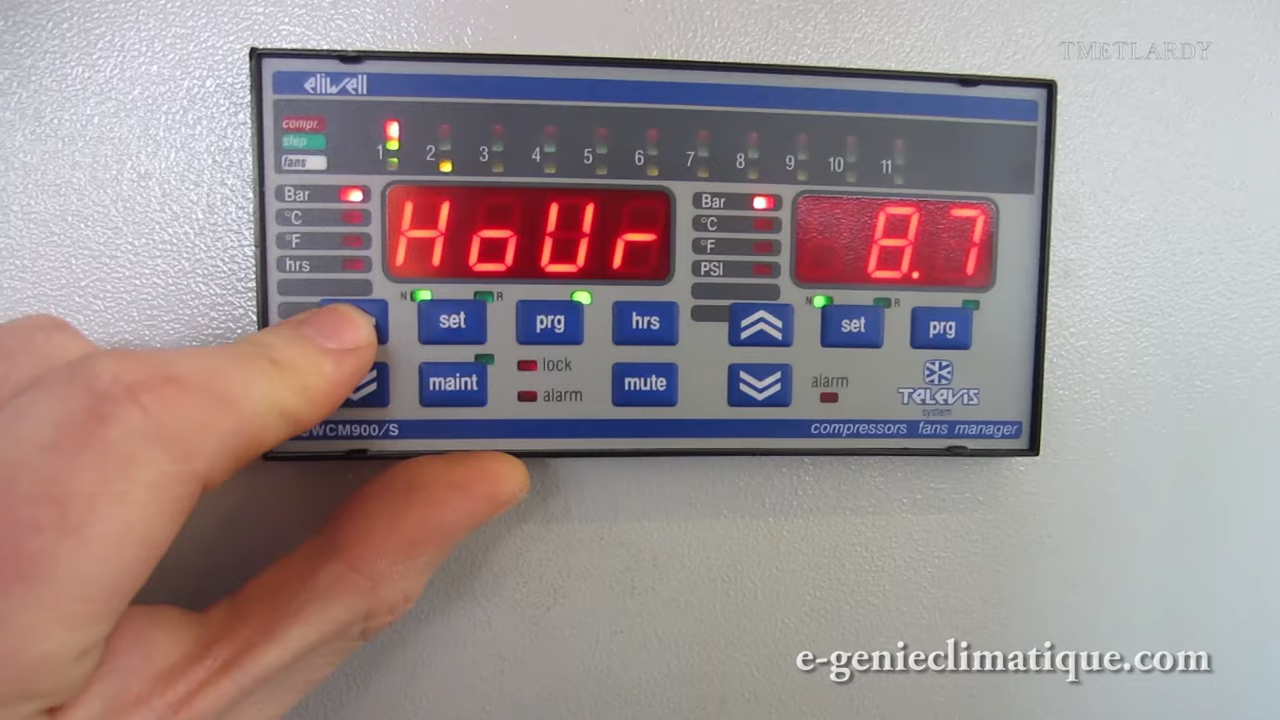 TMETLARDY
eliwell
compr.
step
fans
1 2 3 4 5 6 7 8 9 10 11
Bar
°C
°F
hrs
HoUr
Bar
°C
°F
PSI
8.7
N R
set prg hrs
maint lock
alarm
mute
N R
set prg
alarm
TELEVIS
system
WCM900/S
compressors fans manager
e-genieclimatique.com